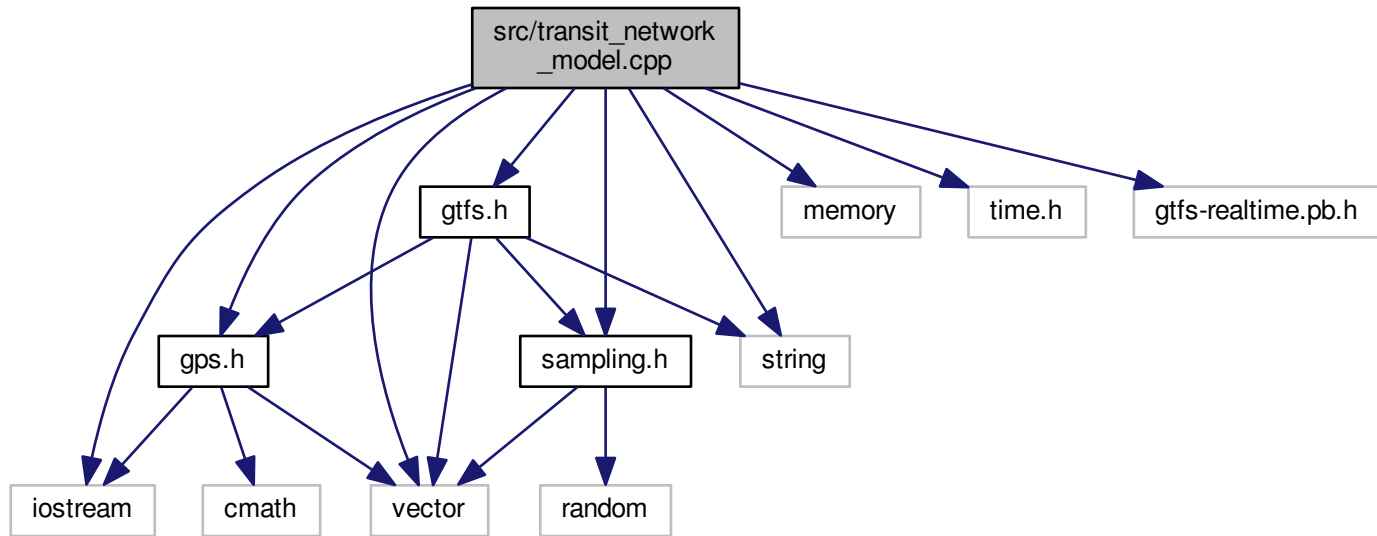 src/transit_network
_model.cpp
gtfs.h
memory
time.h
gtfs-realtime.pb.h
gps.h
sampling.h
string
iostream
cmath
vector
random